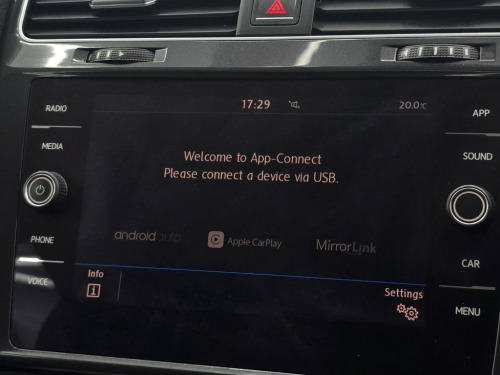 17:29 20.0°C
RADIO
APP
MEDIA
SOUND
Welcome to App-Connect
Please connect a device via USB.
PHONE
androidauto Apple CarPlay MirrorLink
CAR
VOICE
Info
Settings
MENU